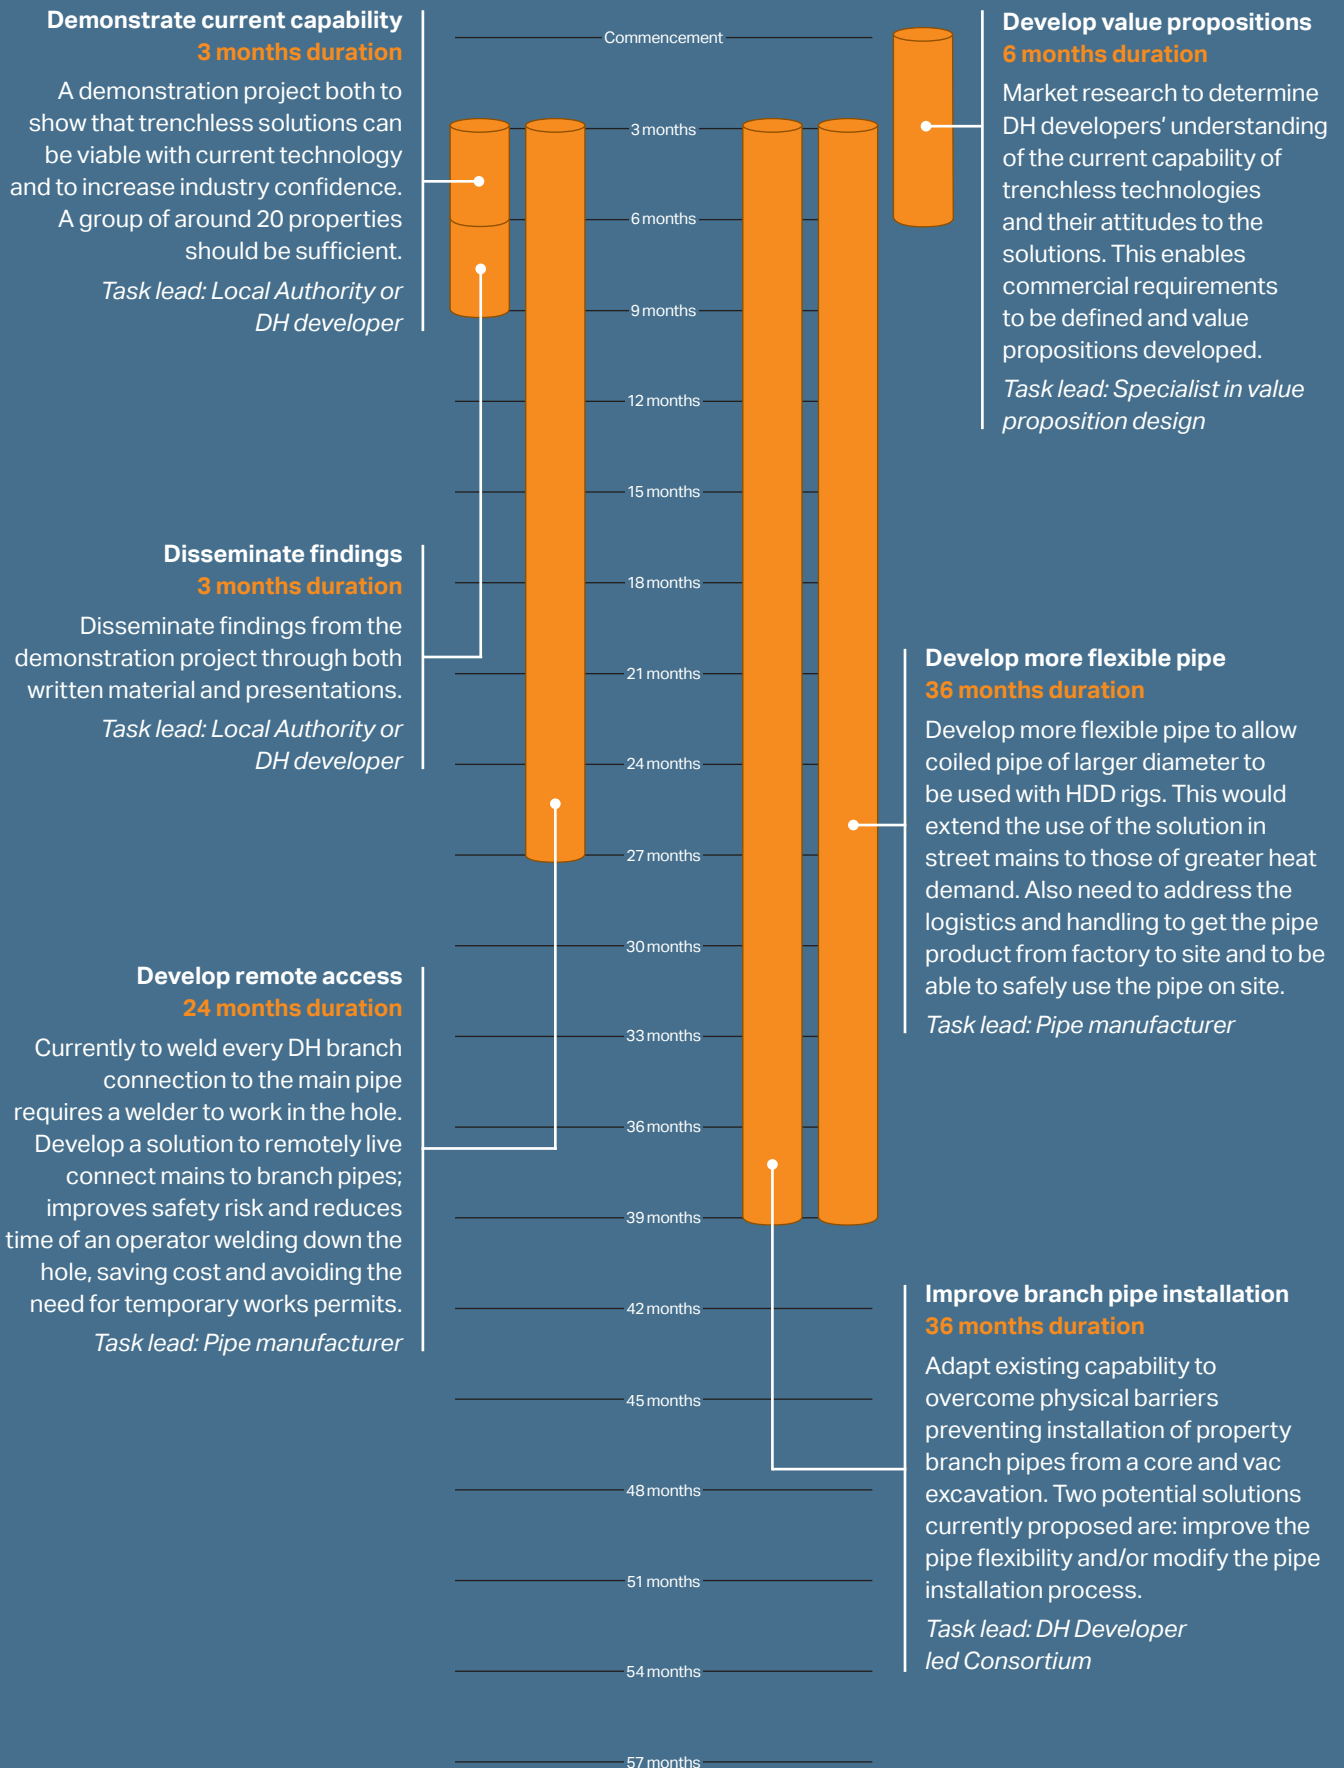 Demonstrate current capability
3 months duration
A demonstration project both to
show that trenchless solutions can
be viable with current technology
and to increase industry confidence.
A group of around 20 properties
should be sufficient.
Task lead: Local Authority or
DH developer
Disseminate findings
3 months duration
Disseminate findings from the
demonstration project through both
written material and presentations.
Task lead: Local Authority or
DH developer
Develop remote access
24 months duration
Currently to weld every DH branch
connection to the main pipe
requires a welder to work in the hole.
Develop a solution to remotely live
connect mains to branch pipes;
improves safety risk and reduces
time of an operator welding down the
hole, saving cost and avoiding the
need for temporary works permits.
Task lead: Pipe manufacturer
Commencement
3 months
6 months
9 months
12 months
15 months
18 months
21 months
24 months
27 months
30 months
33 months
36 months
39 months
42 months
45 months
48 months
51 months
54 months
57 months
Develop value propositions
6 months duration
Market research to determine
DH developers’ understanding
of the current capability of
trenchless technologies
and their attitudes to the
solutions. This enables
commercial requirements
to be defined and value
propositions developed.
Task lead: Specialist in value
proposition design
Develop more flexible pipe
36 months duration
Develop more flexible pipe to allow
coiled pipe of larger diameter to
be used with HDD rigs. This would
extend the use of the solution in
street mains to those of greater heat
demand. Also need to address the
logistics and handling to get the pipe
product from factory to site and to be
able to safely use the pipe on site.
Task lead: Pipe manufacturer
Improve branch pipe installation
36 months duration
Adapt existing capability to
overcome physical barriers
preventing installation of property
branch pipes from a core and vac
excavation. Two potential solutions
currently proposed are: improve the
pipe flexibility and/or modify the pipe
installation process.
Task lead: DH Developer
led Consortium